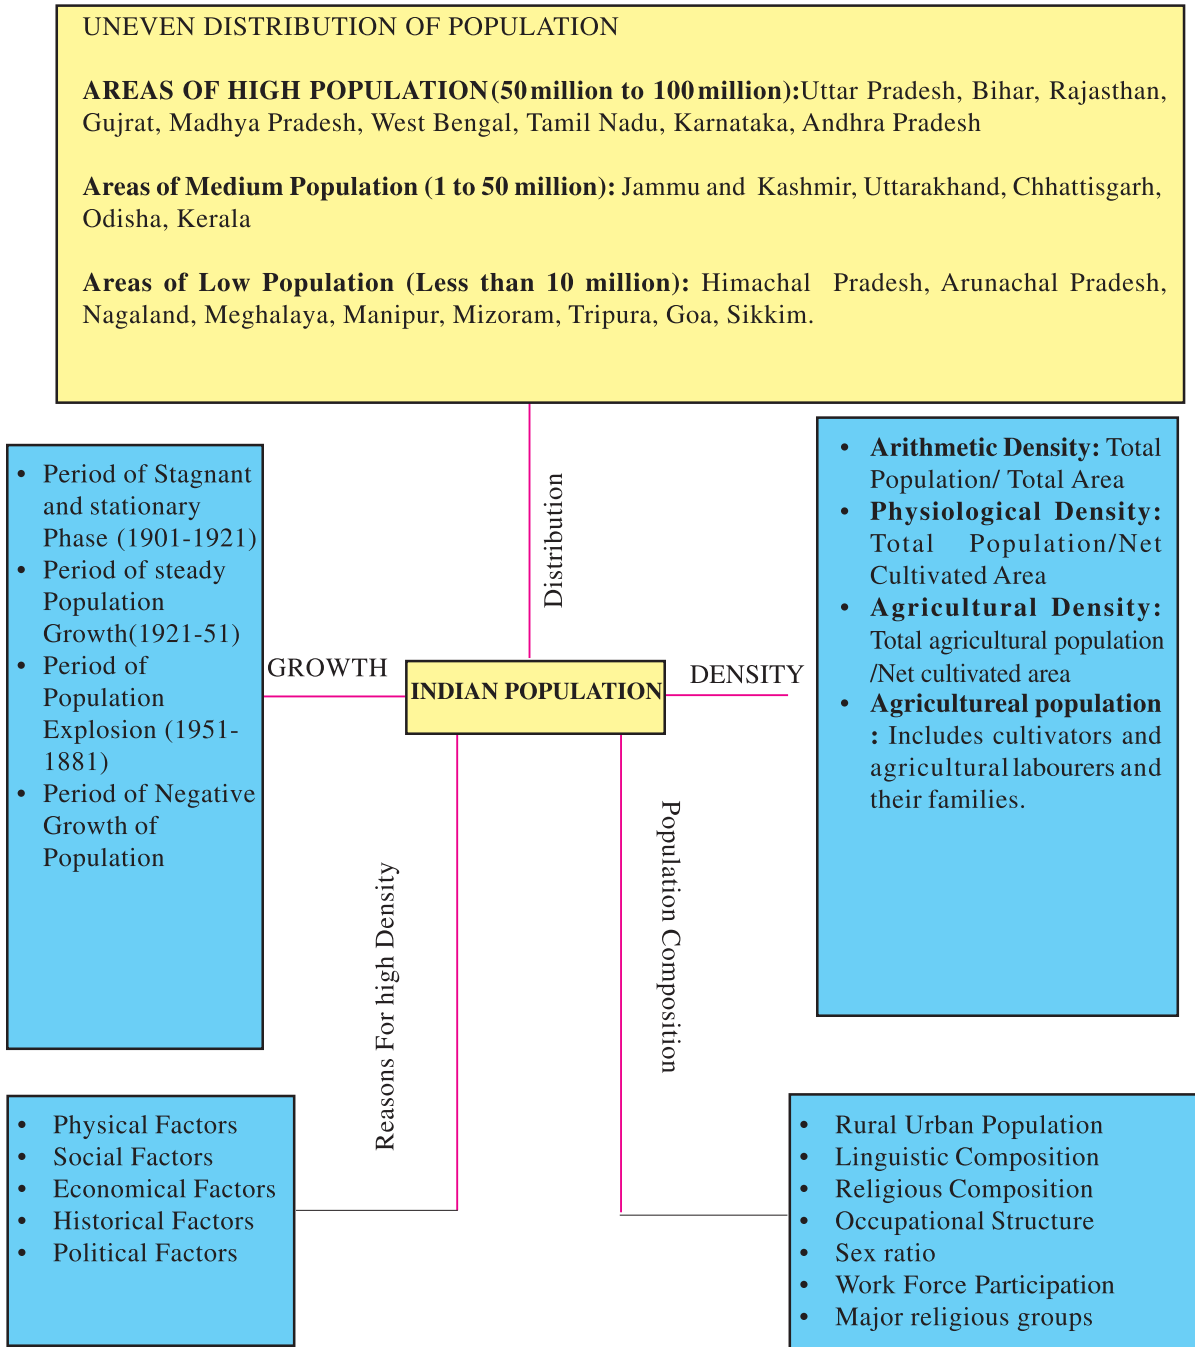 UNEVEN DISTRIBUTION OF POPULATION
AREAS OF HIGH POPULATION (50 million to 100 million):Uttar Pradesh, Bihar, Rajasthan,
Gujrat, Madhya Pradesh, West Bengal, Tamil Nadu, Karnataka, Andhra Pradesh
Areas of Medium Population (1 to 50 million): Jammu and Kashmir, Uttarakhand, Chhattisgarh,
Odisha, Kerala
Areas of Low Population (Less than 10 million): Himachal Pradesh, Arunachal Pradesh,
Nagaland, Meghalaya, Manipur, Mizoram, Tripura, Goa, Sikkim.
Distribution
• Period of Stagnant
and stationary
Phase (1901-1921)
• Period of steady
Population
Growth(1921-51)
• Period of
Population
Explosion (1951-
1881)
• Period of Negative
Growth of
Population
GROWTH
INDIAN POPULATION
DENSITY
• Arithmetic Density: Total
Population/ Total Area
• Physiological Density:
Total Population/Net
Cultivated Area
• Agricultural Density:
Total agricultural population
/Net cultivated area
• Agricultureal population
: Includes cultivators and
agricultural labourers and
their families.
Reasons For high Density
Population Composition
• Physical Factors
• Social Factors
• Economical Factors
• Historical Factors
• Political Factors
• Rural Urban Population
• Linguistic Composition
• Religious Composition
• Occupational Structure
• Sex ratio
• Work Force Participation
• Major religious groups